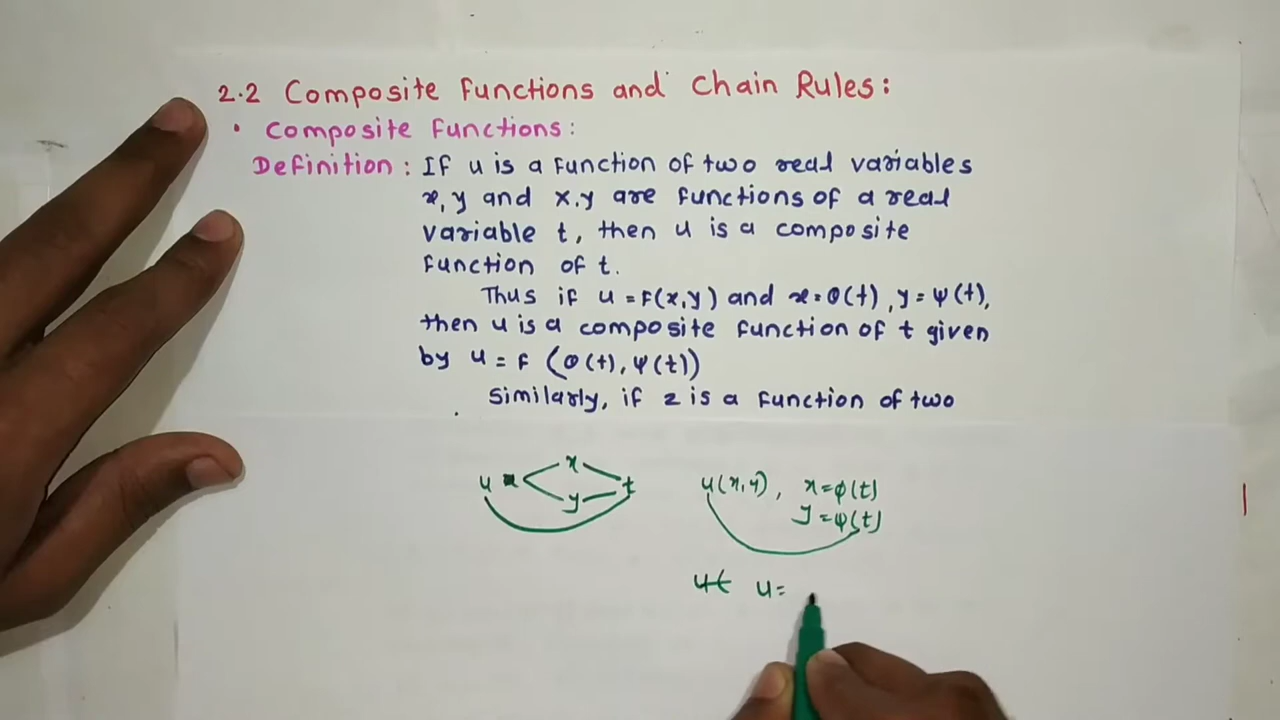 2.2 Composite Functions and Chain Rules:
• Composite Functions:
Definition: If u is a function of two real variables
x, y and x.y are functions of a real
variable t, then u is a composite
function of t.
Thus if u = F(x,y) and x = Φ(t), y = Ψ(t),
then u is a composite function of t given
by u = F (Φ(t), Ψ(t))
Similarly, if z is a function of two
x
u t
y
u(x,y), x=φ(t)
y=ψ(t)
u=